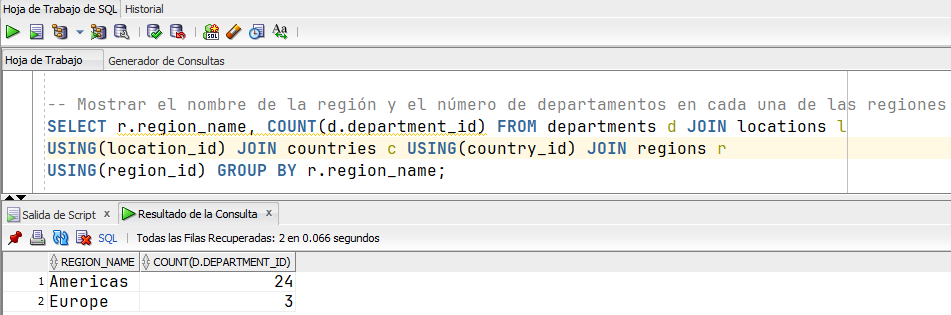 Hoja de Trabajo de SQL Historial
Aa
Hoja de Trabajo Generador de Consultas
-- Mostrar el nombre de la región y el número de departamentos en cada una de las regiones
SELECT r.region_name, COUNT(d.department_id) FROM departments d JOIN locations l
USING(location_id) JOIN countries c USING(country_id) JOIN regions r
USING(region_id) GROUP BY r.region_name;
Salida de Script x Resultado de la Consulta x
SQL | Todas las Filas Recuperadas: 2 en 0.066 segundos
REGION_NAME COUNT(D.DEPARTMENT_ID)
1 Americas 24
2 Europe 3